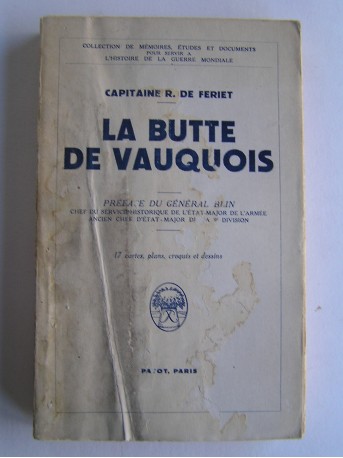 COLLECTION DE MÉMOIRES, ÉTUDES ET DOCUMENTS
POUR SERVIR A
L'HISTOIRE DE LA GUERRE MONDIALE
CAPITAINE R. DE FERIET
LA BUTTE
DE VAUQUOIS
PRÉFACE DU GÉNÉRAL
CHEF DU SERVICE HISTORIQUE DE L'ÉTAT-MAJOR DE L'ARMÉE
ANCIEN CHEF D'ÉTAT-MAJOR DIVISION
17 cartes, plans, croquis et dessins
PAYOT, PARIS